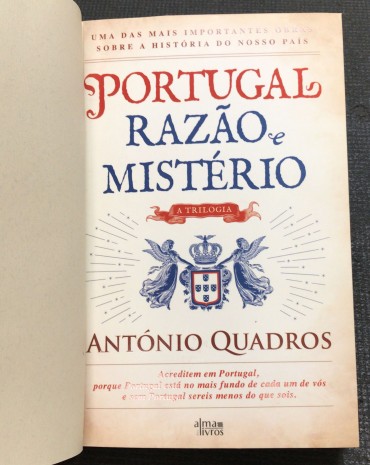 UMA DAS MAIS IMPORTANTES OBRAS
SOBRE A HISTÓRIA DO NOSSO PAÍS
PORTUGAL
RAZÃO e
MISTÉRIO
A TRILOGIA
ANTÓNIO QUADROS
Acreditem em Portugal,
porque Portugal está no mais fundo de cada um de vós
e sem Portugal sereis menos do que sois.
alma
livros